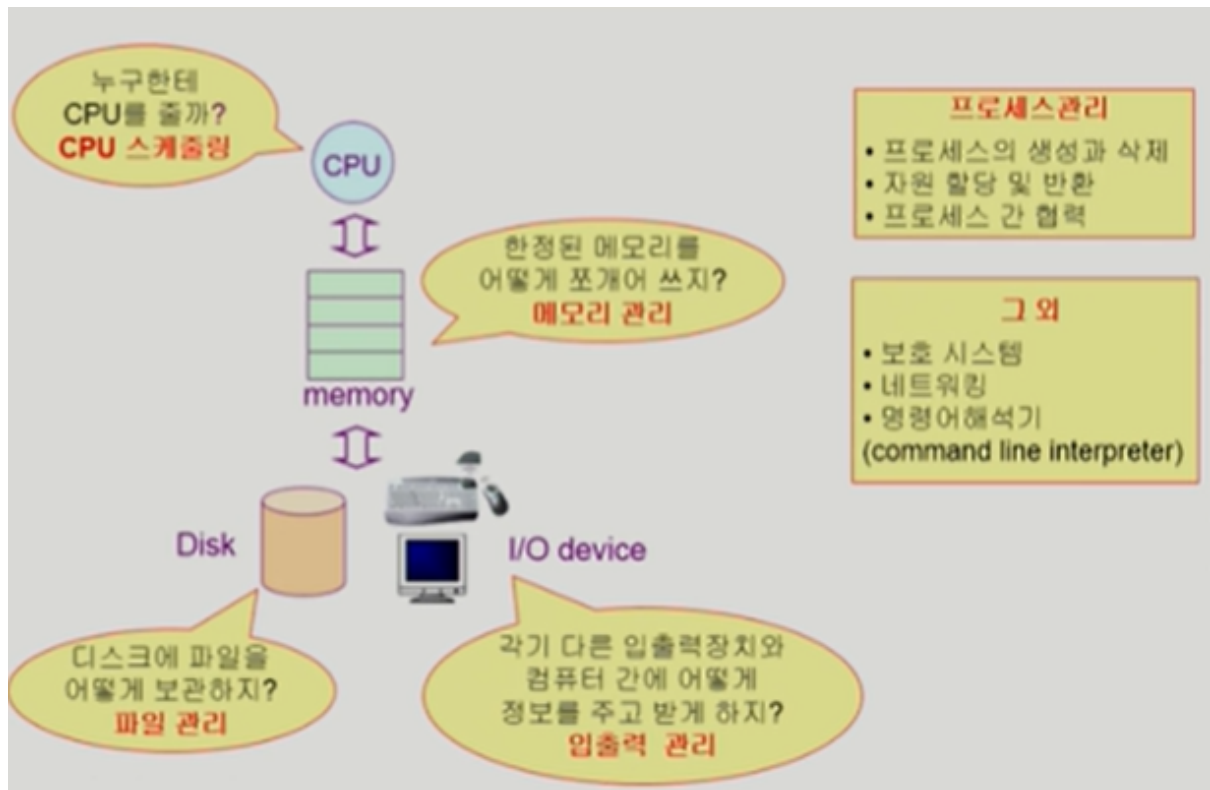 누구한테
CPU를 줄까?
CPU 스케줄링
CPU
한정된 메모리를
어떻게 쪼개어 쓰지?
메모리 관리
memory
Disk
I/O device
디스크에 파일을
어떻게 보관하지?
파일 관리
각기 다른 입출력장치와
컴퓨터 간에 어떻게
정보를 주고 받게 하지?
입출력 관리
프로세스관리
• 프로세스의 생성과 삭제
• 자원 할당 및 반환
• 프로세스 간 협력
그 외
• 보호 시스템
• 네트워킹
• 명령어해석기
(command line interpreter)